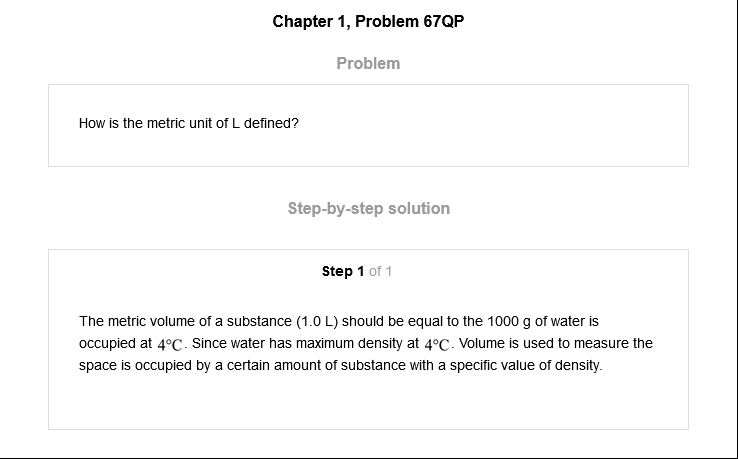 Chapter 1, Problem 67QP
Problem
How is the metric unit of L defined?
Step-by-step solution
Step 1 of 1
The metric volume of a substance (1.0 L) should be equal to the 1000 g of water is
occupied at 4°C. Since water has maximum density at 4°C. Volume is used to measure the
space is occupied by a certain amount of substance with a specific value of density.